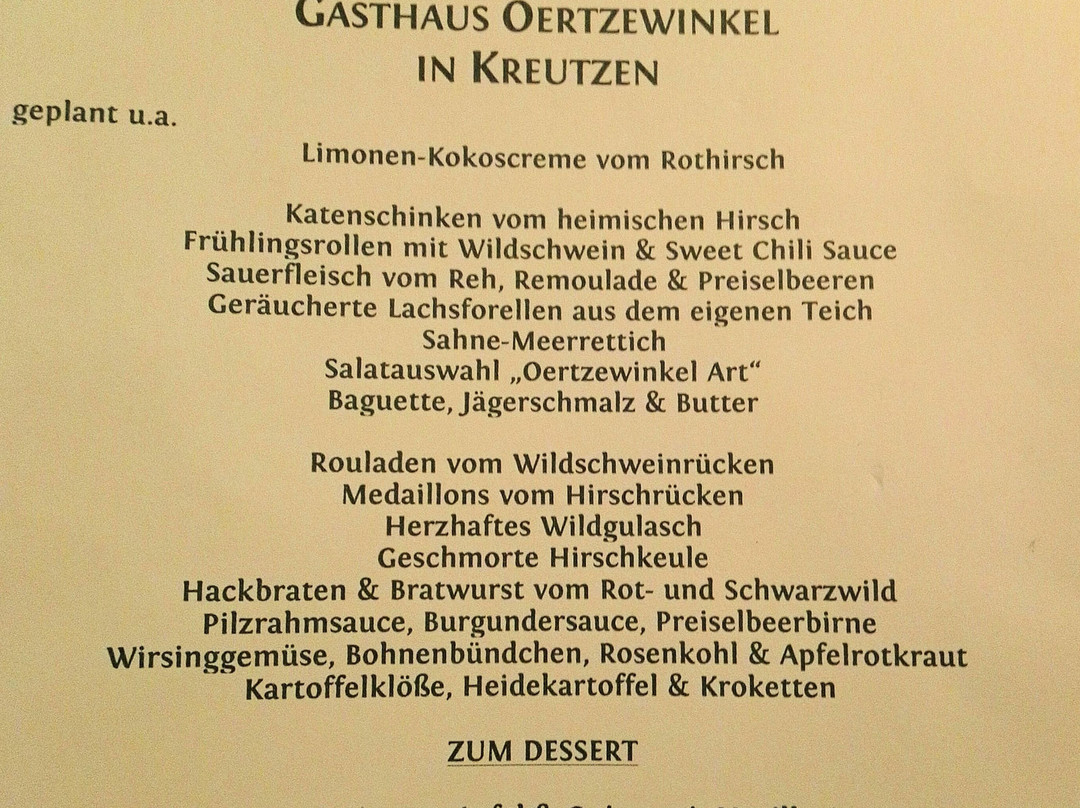 GASTHAUS OERTZEWINKEL
IN KREUTZEN
geplant u.a.
Limonen-Kokoscreme vom Rothirsch
Katenschinken vom heimischen Hirsch
Frühlingsrollen mit Wildschwein & Sweet Chili Sauce
Sauerfleisch vom Reh, Remoulade & Preiselbeeren
Geräucherte Lachsforellen aus dem eigenen Teich
Sahne-Meerrettich
Salatauswahl „Oertzewinkel Art“
Baguette, Jägerschmalz & Butter
Rouladen vom Wildschweinrücken
Medaillons vom Hirschrücken
Herzhaftes Wildgulasch
Geschmorte Hirschkeule
Hackbraten & Bratwurst vom Rot- und Schwarzwild
Pilzrahmsauce, Burgundersauce, Preiselbeerbirne
Wirsinggemüse, Bohnenbündchen, Rosenkohl & Apfelrotkraut
Kartoffelklöße, Heidekartoffel & Kroketten
ZUM DESSERT